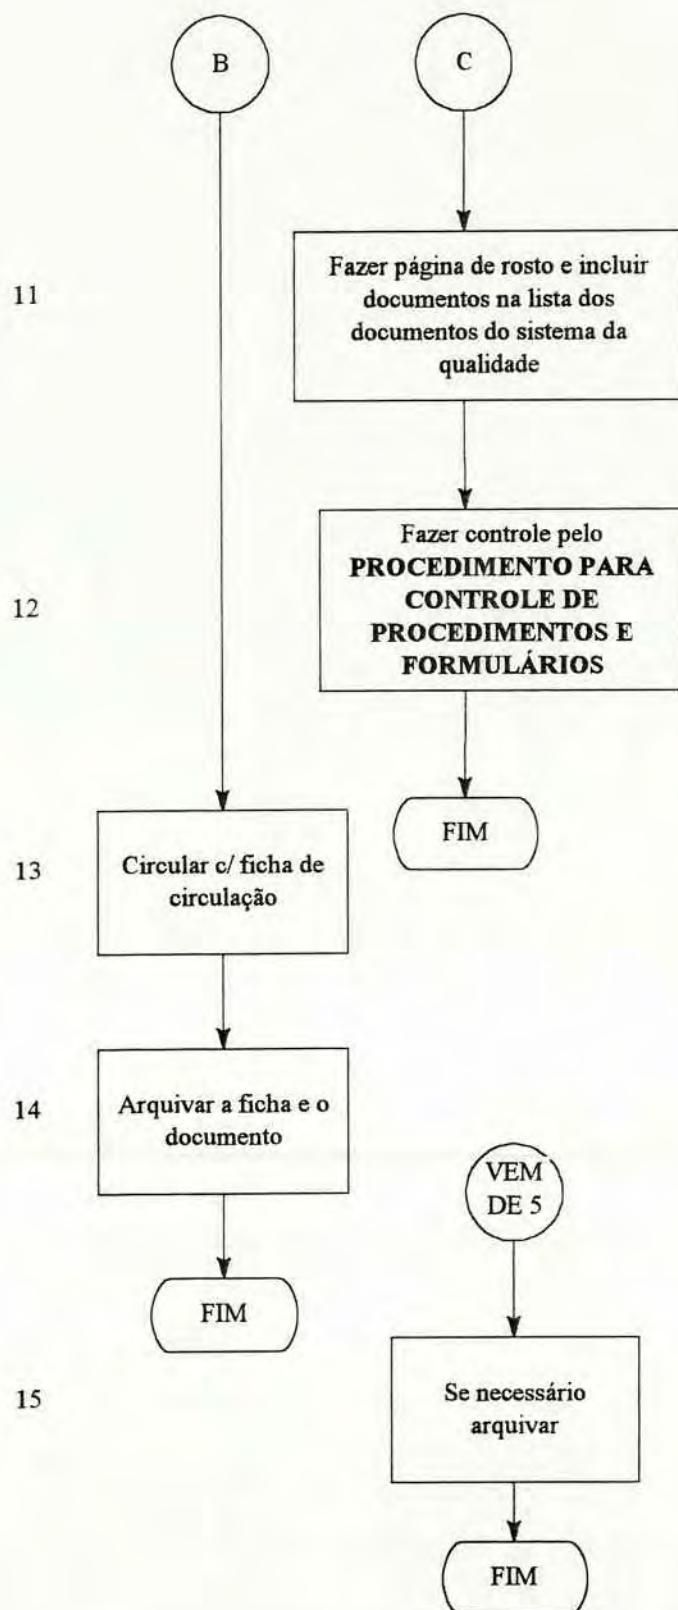 B
C
11
Fazer página de rosto e incluir
documentos na lista dos
documentos do sistema da
qualidade
12
Fazer controle pelo
PROCEDIMENTO PARA
CONTROLE DE
PROCEDIMENTOS E
FORMULÁRIOS
FIM
13
Circular c/ ficha de
circulação
14
Arquivar a ficha e o
documento
VEM
DE 5
FIM
15
Se necessário
arquivar
FIM